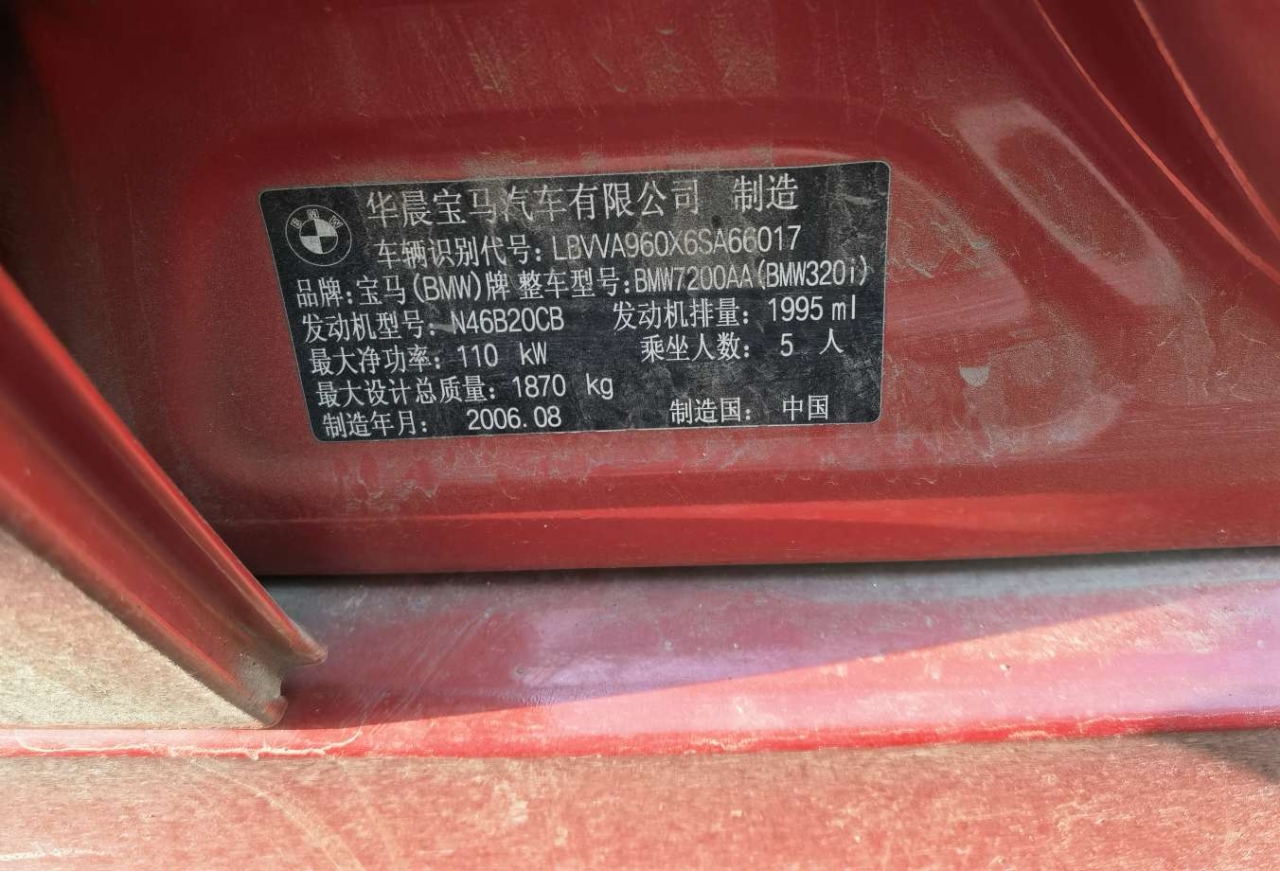 华晨宝马汽车有限公司 制造
车辆识别代号：LBVVA960X6SA66017
品牌：宝马(BMW)牌 整车型号：BMW7200AA(BMW320i)
发动机型号：N46B20CB 发动机排量：1995 ml
最大净功率：110 kW 乘坐人数：5 人
最大设计总质量：1870 kg
制造年月：2006.08 制造国：中国